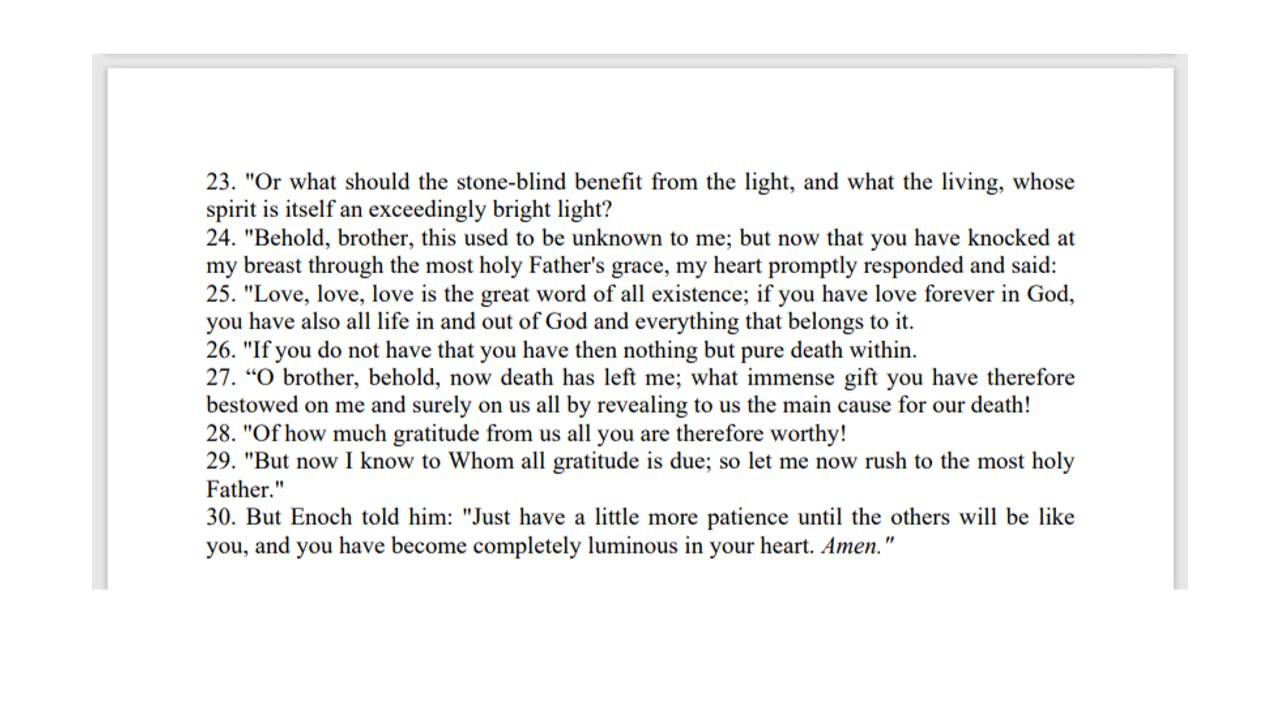 23. "Or what should the stone-blind benefit from the light, and what the living, whose
spirit is itself an exceedingly bright light?
24. "Behold, brother, this used to be unknown to me; but now that you have knocked at
my breast through the most holy Father's grace, my heart promptly responded and said:
25. "Love, love, love is the great word of all existence; if you have love forever in God,
you have also all life in and out of God and everything that belongs to it.
26. "If you do not have that you have then nothing but pure death within.
27. “O brother, behold, now death has left me; what immense gift you have therefore
bestowed on me and surely on us all by revealing to us the main cause for our death!
28. "Of how much gratitude from us all you are therefore worthy!
29. "But now I know to Whom all gratitude is due; so let me now rush to the most holy
Father."
30. But Enoch told him: "Just have a little more patience until the others will be like
you, and you have become completely luminous in your heart. Amen."